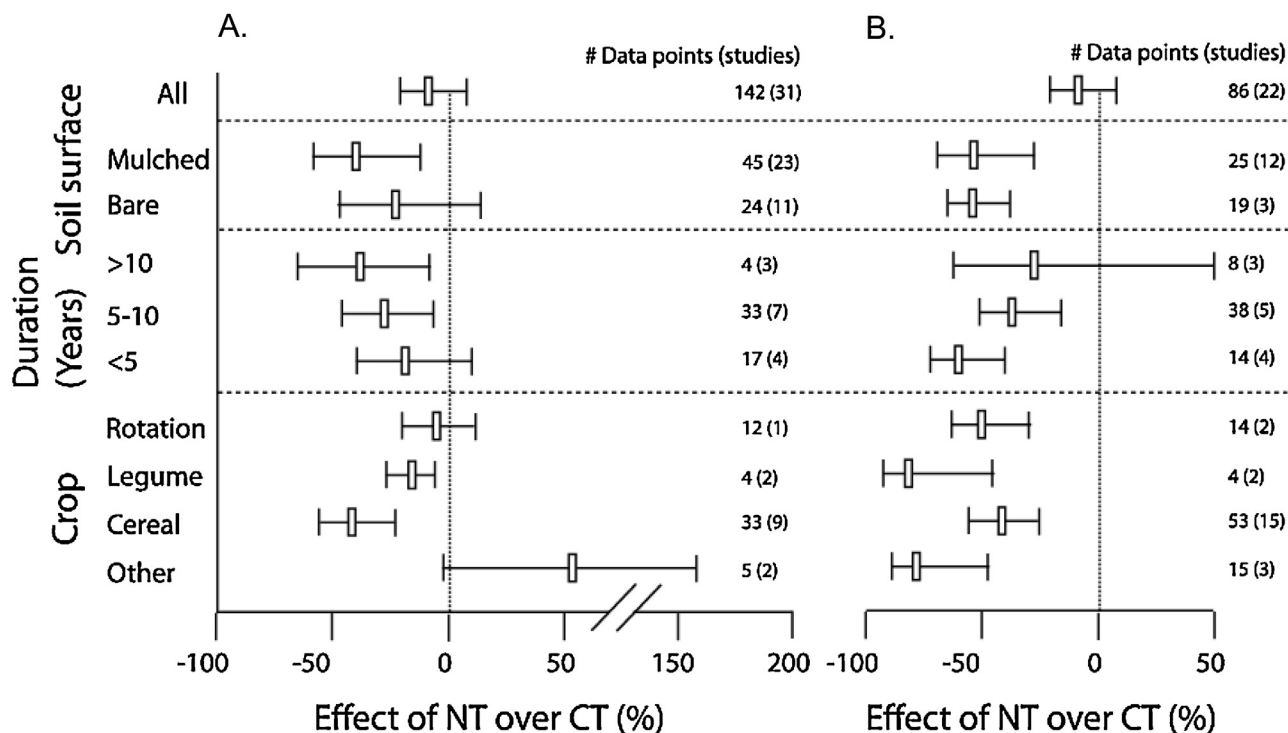 A.
B.
# Data points (studies)
# Data points (studies)
All
142 (31)
86 (22)
Soil surface
Mulched
45 (23)
25 (12)
Bare
24 (11)
19 (3)
Duration
(Years)
>10
4 (3)
8 (3)
5-10
33 (7)
38 (5)
<5
17 (4)
14 (4)
Crop
Rotation
12 (1)
14 (2)
Legume
4 (2)
4 (2)
Cereal
33 (9)
53 (15)
Other
5 (2)
15 (3)
-100 -50 0 50 150 200
-100 -50 0 50
Effect of NT over CT (%)
Effect of NT over CT (%)